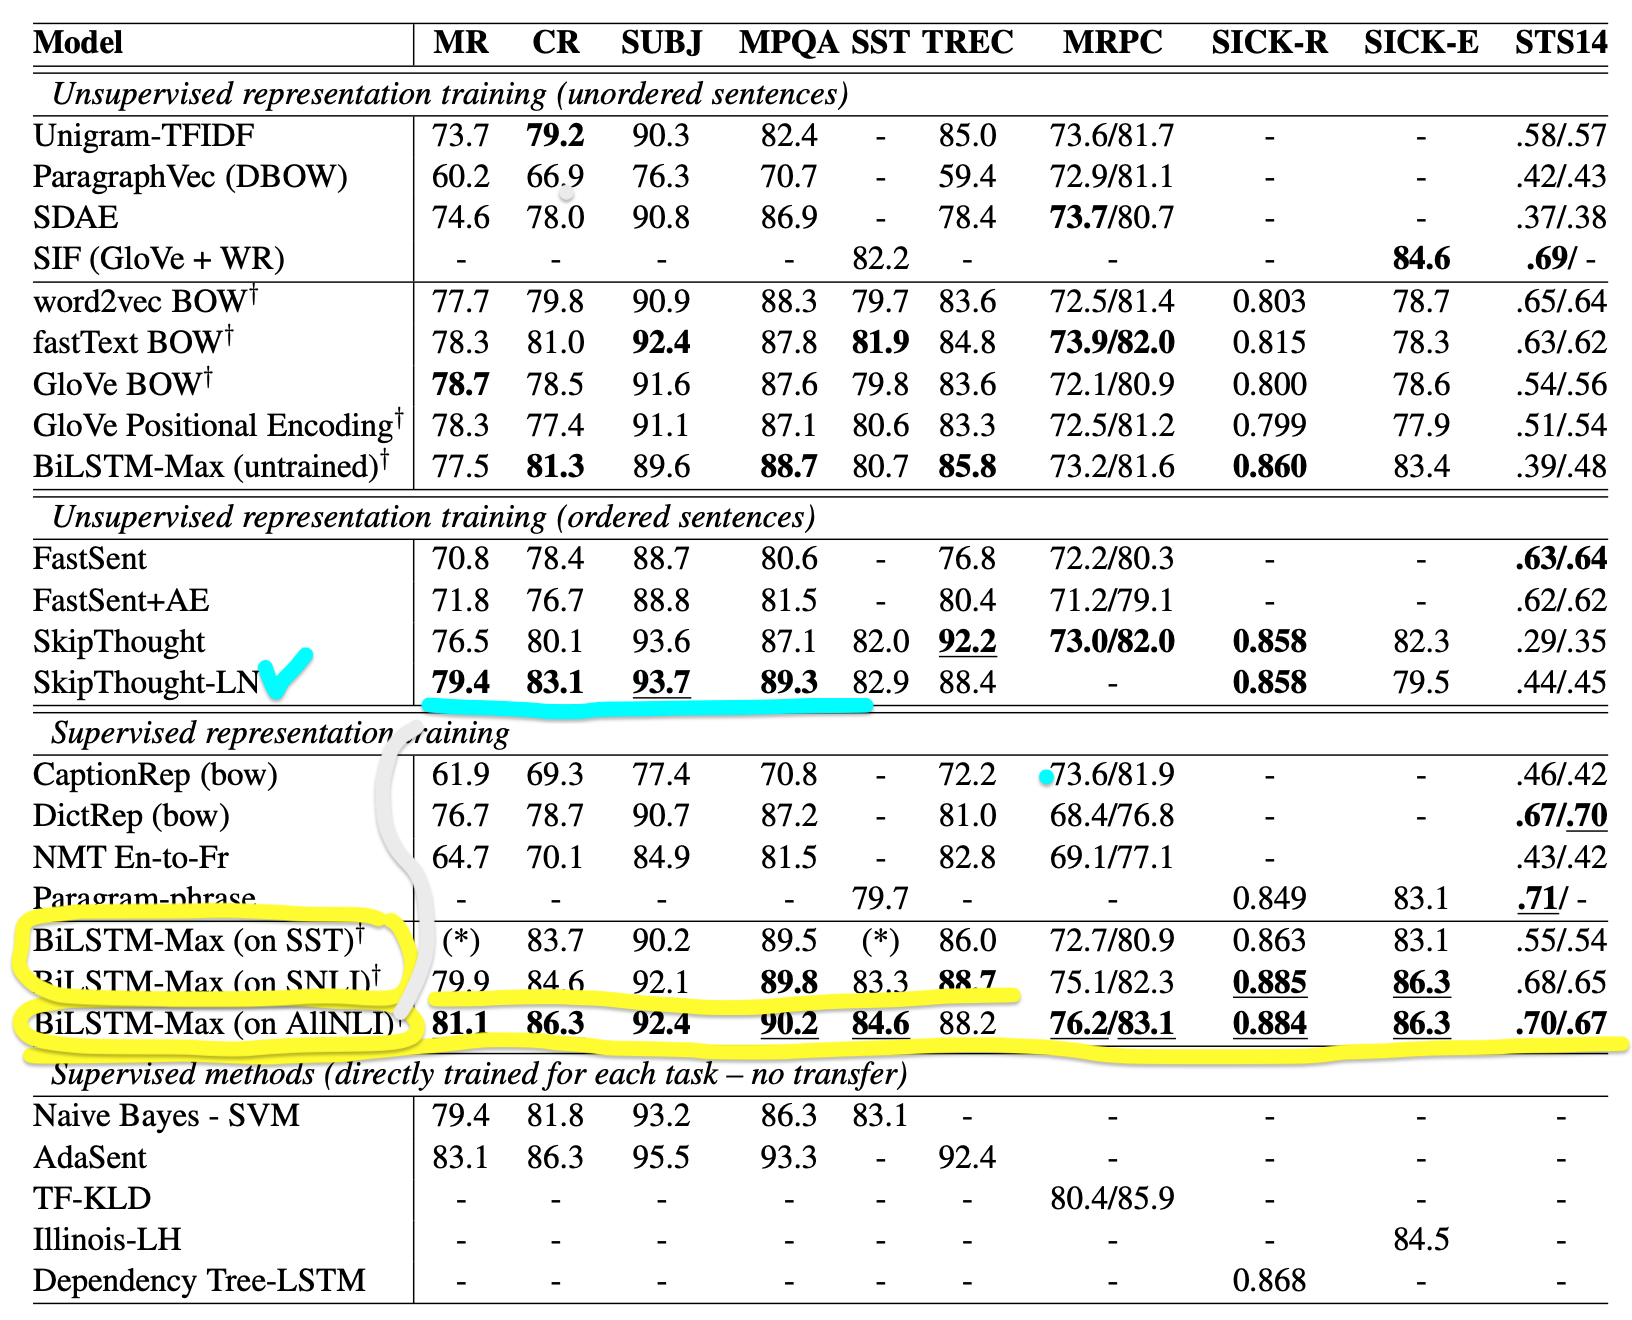 Model MR CR SUBJ MPQA SST TREC MRPC SICK-R SICK-E STS14
Unsupervised representation training (unordered sentences)
Unigram-TFIDF 73.7 79.2 90.3 82.4 - 85.0 73.6/81.7 - - .58/.57
ParagraphVec (DBOW) 60.2 66.9 76.3 70.7 - 59.4 72.9/81.1 - - .42/.43
SDAE 74.6 78.0 90.8 86.9 - 78.4 73.7/80.7 - - .37/.38
SIF (GloVe + WR) - - - - 82.2 - - - 84.6 .69/ -
word2vec BOW† 77.7 79.8 90.9 88.3 79.7 83.6 72.5/81.4 0.803 78.7 .65/.64
fastText BOW† 78.3 81.0 92.4 87.8 81.9 84.8 73.9/82.0 0.815 78.3 .63/.62
GloVe BOW† 78.7 78.5 91.6 87.6 79.8 83.6 72.1/80.9 0.800 78.6 .54/.56
GloVe Positional Encoding† 78.3 77.4 91.1 87.1 80.6 83.3 72.5/81.2 0.799 77.9 .51/.54
BiLSTM-Max (untrained)† 77.5 81.3 89.6 88.7 80.7 85.8 73.2/81.6 0.860 83.4 .39/.48
Unsupervised representation training (ordered sentences)
FastSent 70.8 78.4 88.7 80.6 - 76.8 72.2/80.3 - - .63/.64
FastSent+AE 71.8 76.7 88.8 81.5 - 80.4 71.2/79.1 - - .62/.62
SkipThought 76.5 80.1 93.6 87.1 82.0 92.2 73.0/82.0 0.858 82.3 .29/.35
SkipThought-LN 79.4 83.1 93.7 89.3 82.9 88.4 - 0.858 79.5 .44/.45
Supervised representation training
CaptionRep (bow) 61.9 69.3 77.4 70.8 - 72.2 73.6/81.9 - - .46/.42
DictRep (bow) 76.7 78.7 90.7 87.2 - 81.0 68.4/76.8 - - .67/.70
NMT En-to-Fr 64.7 70.1 84.9 81.5 - 82.8 69.1/77.1 - .43/.42
Paragram-phrase - - - - 79.7 - - 0.849 83.1 .71/ -
BiLSTM-Max (on SST)† (*) 83.7 90.2 89.5 (*) 86.0 72.7/80.9 0.863 83.1 .55/.54
BiLSTM-Max (on SNLI)† 79.9 84.6 92.1 89.8 83.3 88.7 75.1/82.3 0.885 86.3 .68/.65
BiLSTM-Max (on AllNLI)† 81.1 86.3 92.4 90.2 84.6 88.2 76.2/83.1 0.884 86.3 .70/.67
Supervised methods (directly trained for each task – no transfer)
Naive Bayes - SVM 79.4 81.8 93.2 86.3 83.1 - - - - -
AdaSent 83.1 86.3 95.5 93.3 - 92.4 - - - -
TF-KLD - - - - - - 80.4/85.9 - - -
Illinois-LH - - - - - - - - 84.5 -
Dependency Tree-LSTM - - - - - - - 0.868 - -